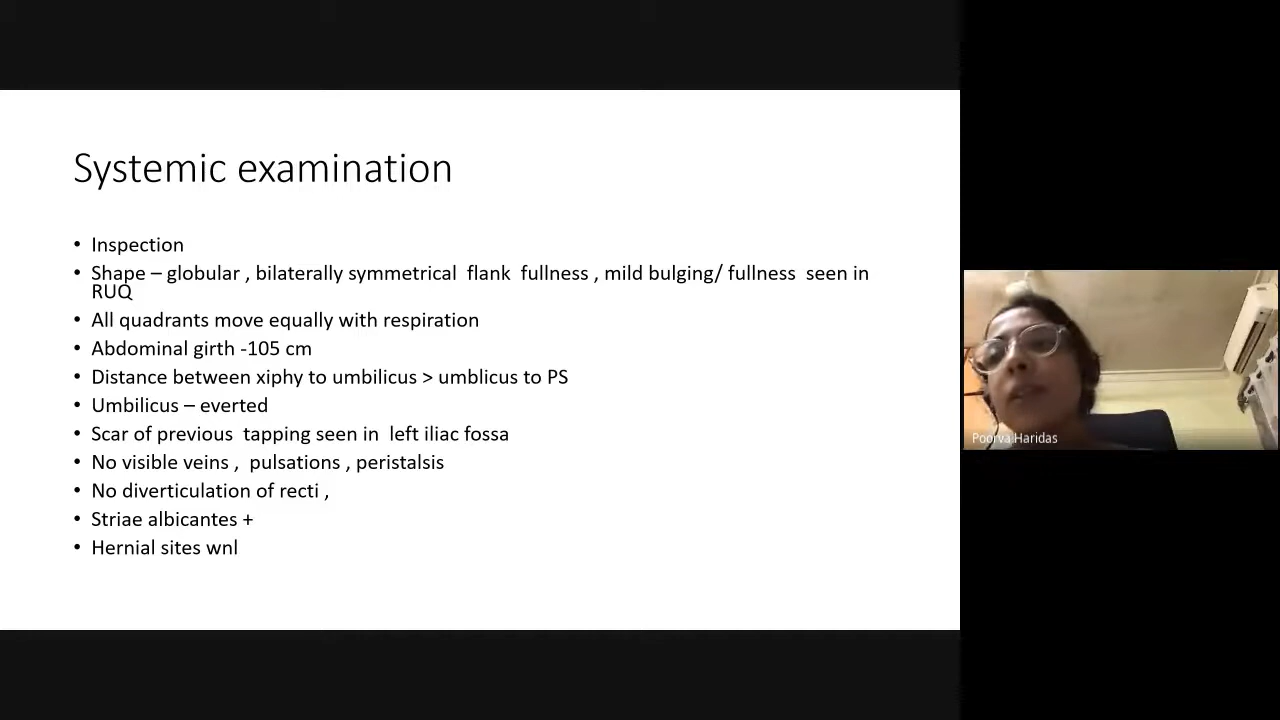 Systemic examination
• Inspection
• Shape – globular , bilaterally symmetrical  flank  fullness , mild bulging/ fullness  seen in
RUQ
• All quadrants move equally with respiration
• Abdominal girth -105 cm
• Distance between xiphy to umbilicus > umblicus to PS
• Umbilicus – everted
• Scar of previous  tapping seen in  left iliac fossa
• No visible veins ,  pulsations , peristalsis
• No diverticulation of recti ,
• Striae albicantes +
• Hernial sites wnl
Poorva Haridas